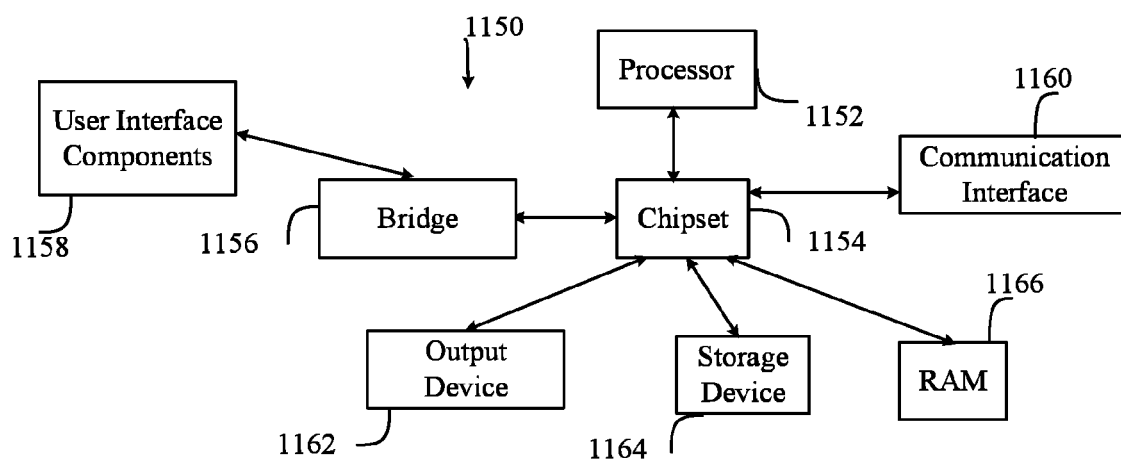 1150
Processor
1152
1160
User Interface
Components
1158
Communication
Interface
Bridge
1156
Chipset
1154
1166
Output
Device
1162
Storage
Device
1164
RAM